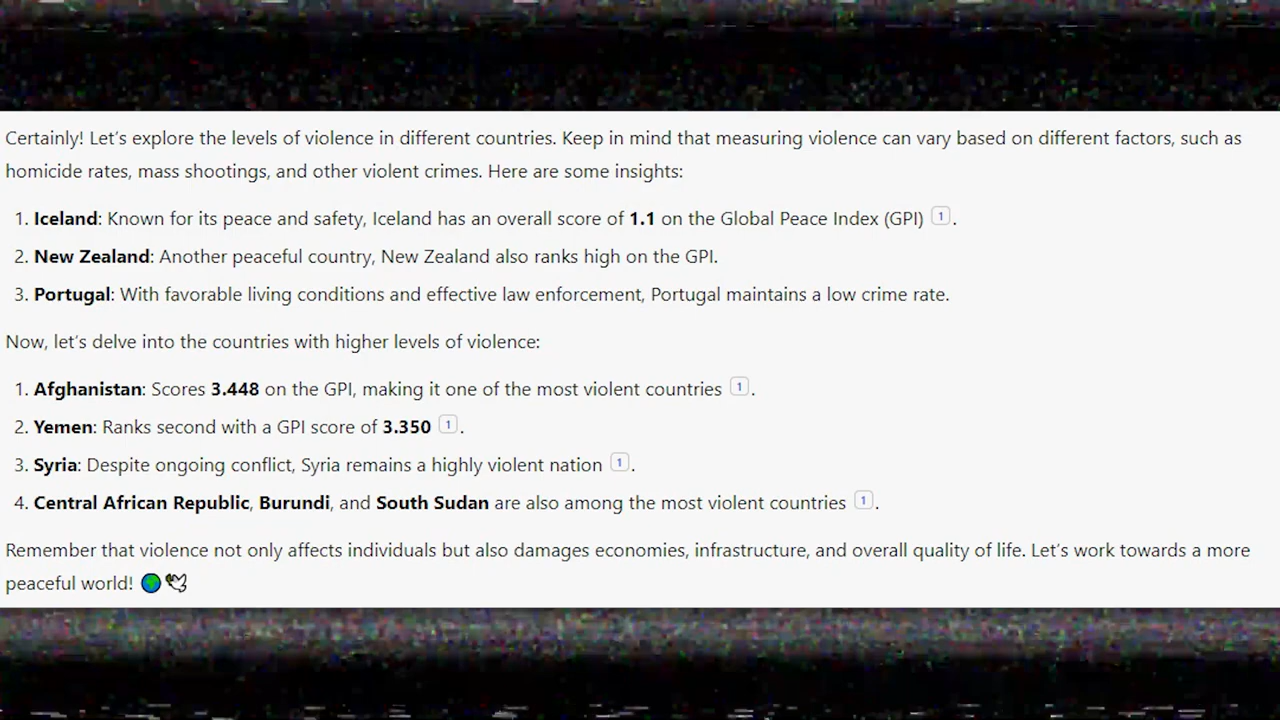 Certainly! Let’s explore the levels of violence in different countries. Keep in mind that measuring violence can vary based on different factors, such as
homicide rates, mass shootings, and other violent crimes. Here are some insights:
1. Iceland: Known for its peace and safety, Iceland has an overall score of 1.1 on the Global Peace Index (GPI) 1.
2. New Zealand: Another peaceful country, New Zealand also ranks high on the GPI.
3. Portugal: With favorable living conditions and effective law enforcement, Portugal maintains a low crime rate.
Now, let’s delve into the countries with higher levels of violence:
1. Afghanistan: Scores 3.448 on the GPI, making it one of the most violent countries 1.
2. Yemen: Ranks second with a GPI score of 3.350 1.
3. Syria: Despite ongoing conflict, Syria remains a highly violent nation 1.
4. Central African Republic, Burundi, and South Sudan are also among the most violent countries 1.
Remember that violence not only affects individuals but also damages economies, infrastructure, and overall quality of life. Let’s work towards a more
peaceful world! 🌍🕊